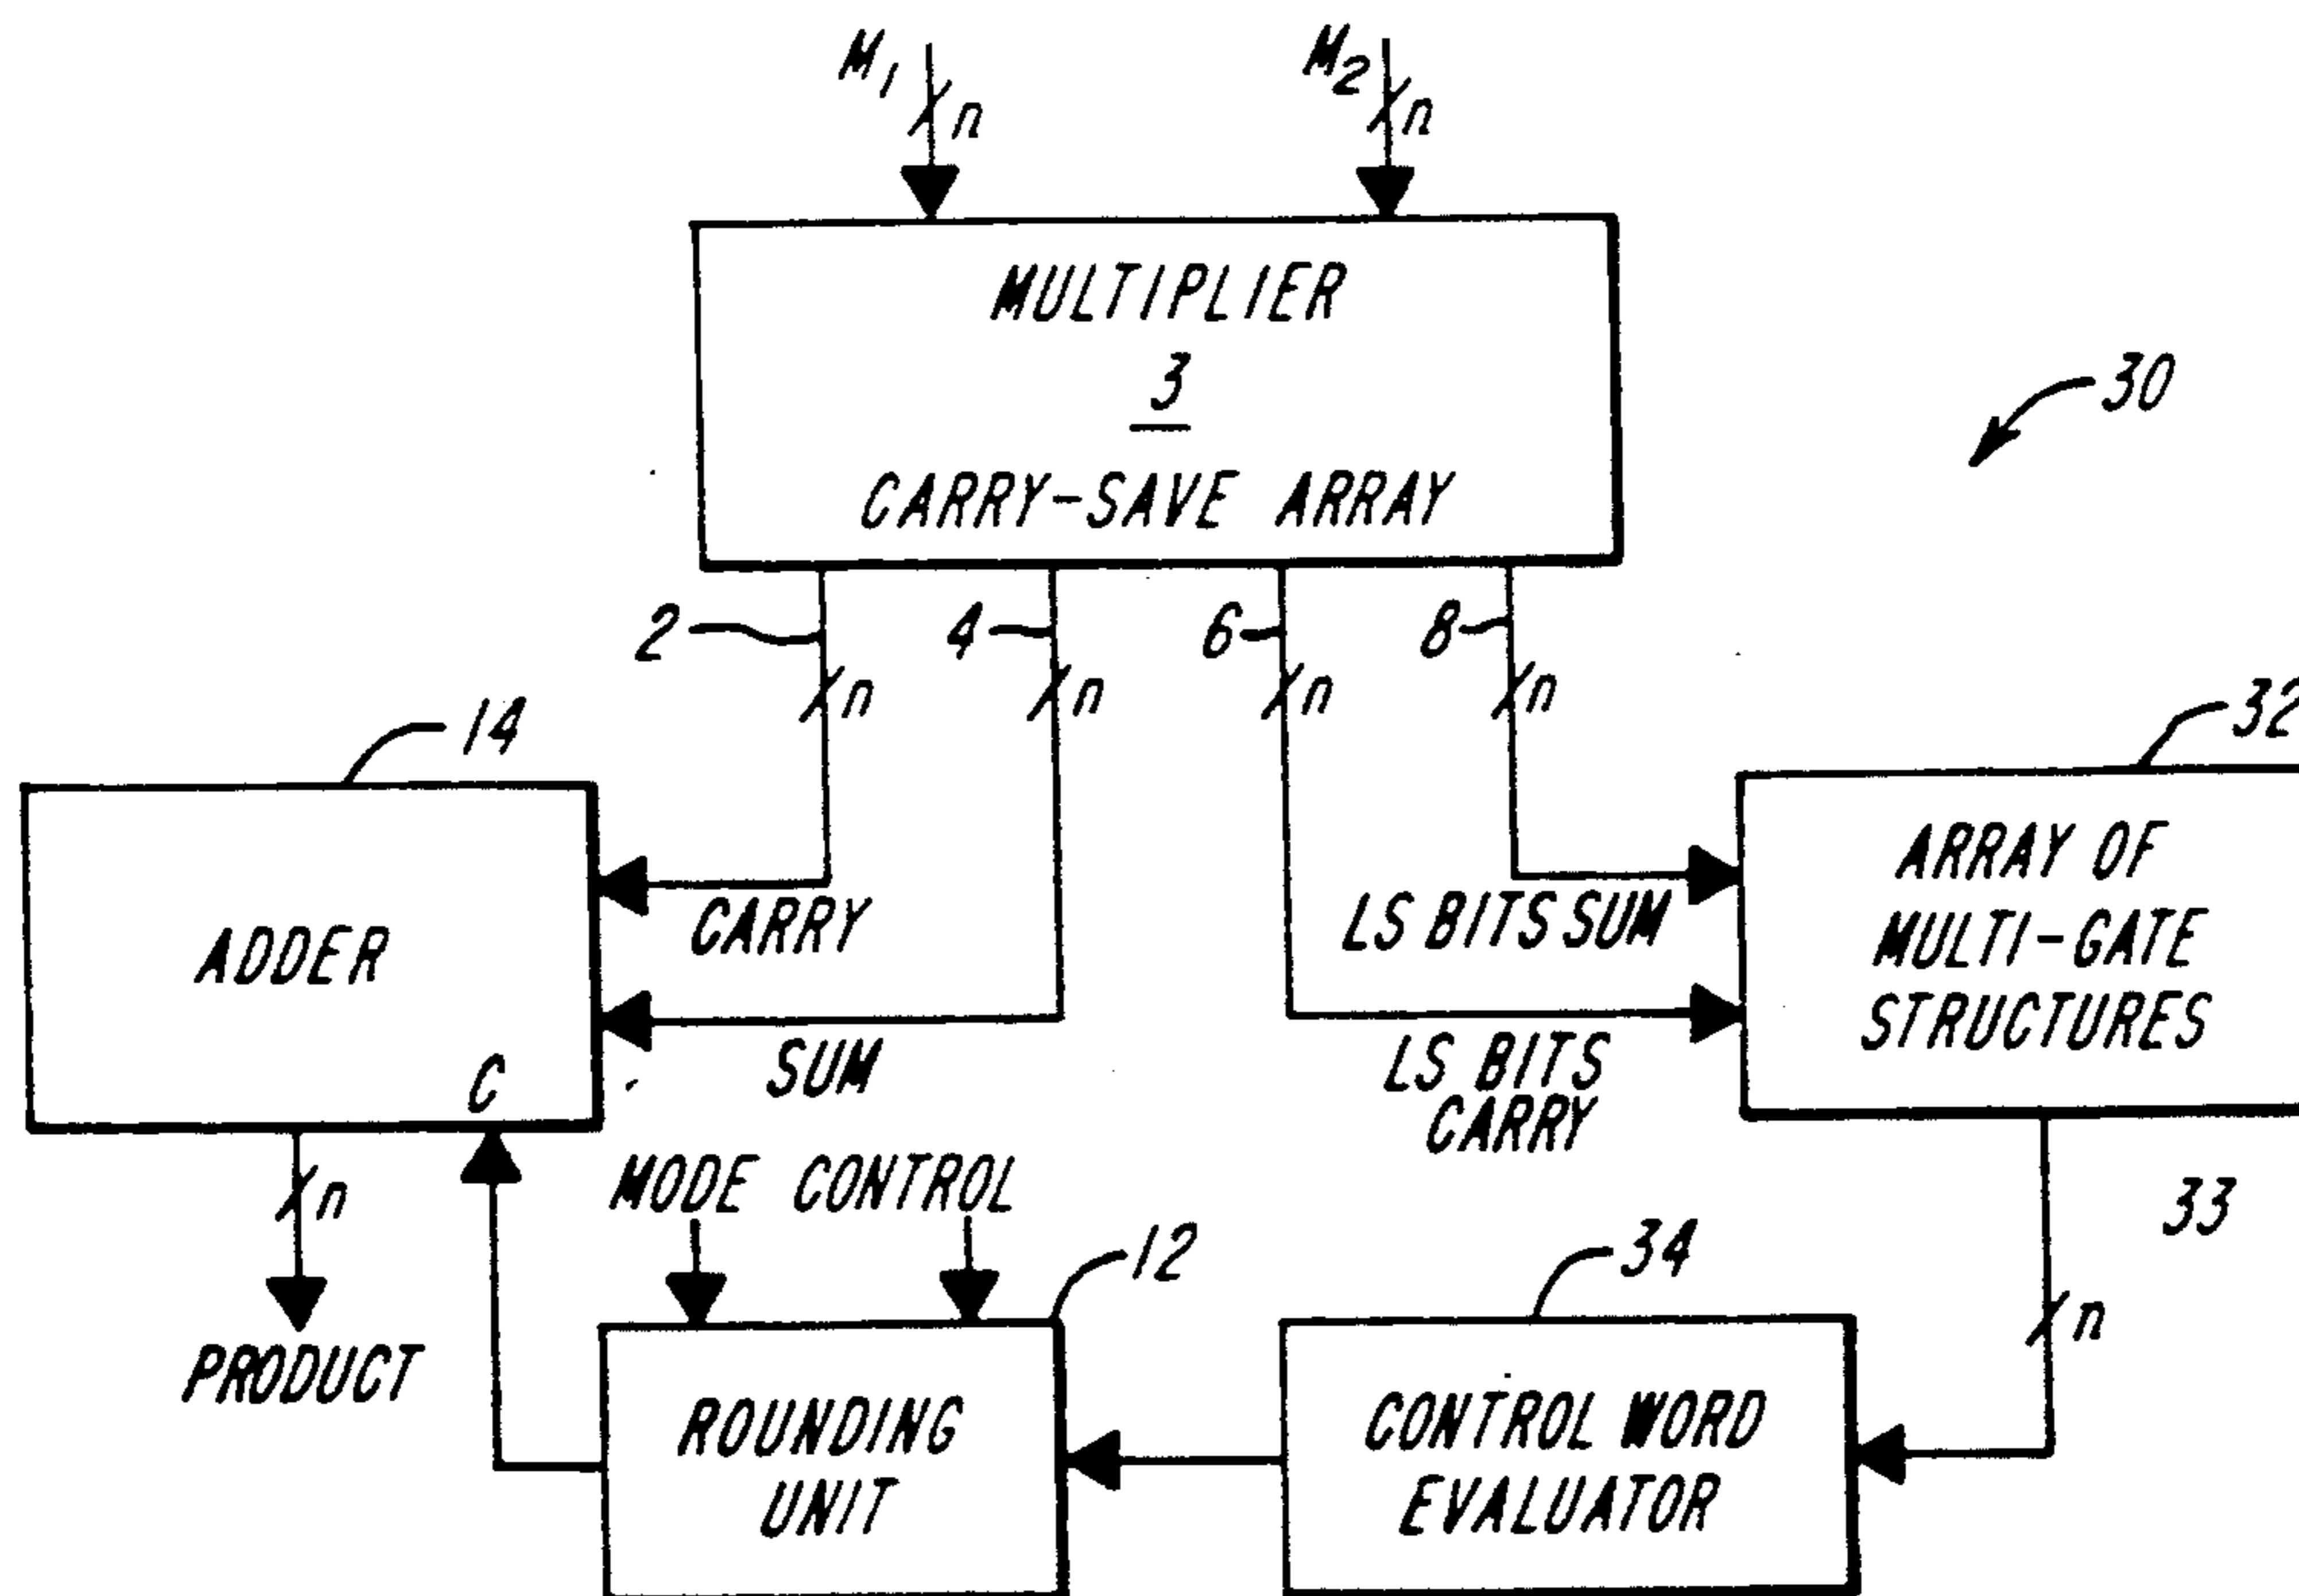 M1 n
M2 n
MULTIPLIER
3
CARRY-SAVE ARRAY
30
2
4
6
8
n
n
n
n
14
32
ADDER
CARRY
SUM
C
LS BITS SUM
LS BITS
CARRY
ARRAY OF
MULTI-GATE
STRUCTURES
n
PRODUCT
MODE CONTROL
12
34
33
n
ROUNDING
UNIT
CONTROL WORD
EVALUATOR